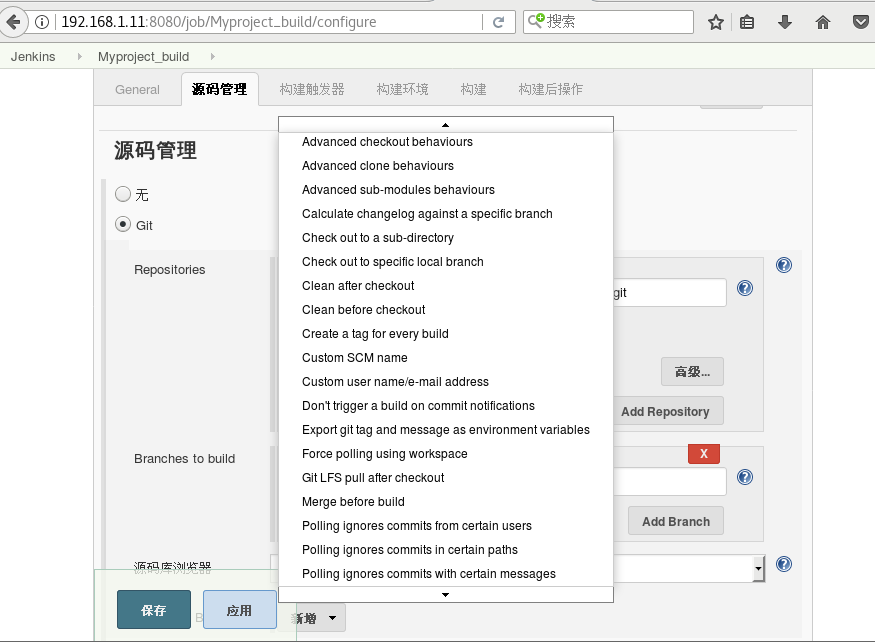 192.168.1.11:8080/job/Myproject_build/configure
搜索
Jenkins
Myproject_build
General
源码管理
构建触发器
构建环境
构建
构建后操作
源码管理
无
Git
Advanced checkout behaviours
Advanced clone behaviours
Advanced sub-modules behaviours
Calculate changelog against a specific branch
Check out to a sub-directory
Check out to specific local branch
Clean after checkout
Clean before checkout
Create a tag for every build
Custom SCM name
Custom user name/e-mail address
Don't trigger a build on commit notifications
Export git tag and message as environment variables
Force polling using workspace
Git LFS pull after checkout
Merge before build
Polling ignores commits from certain users
Polling ignores commits in certain paths
Polling ignores commits with certain messages
Repositories
git
高级...
Add Repository
Branches to build
X
Add Branch
源码库浏览器
保存
应用
新增